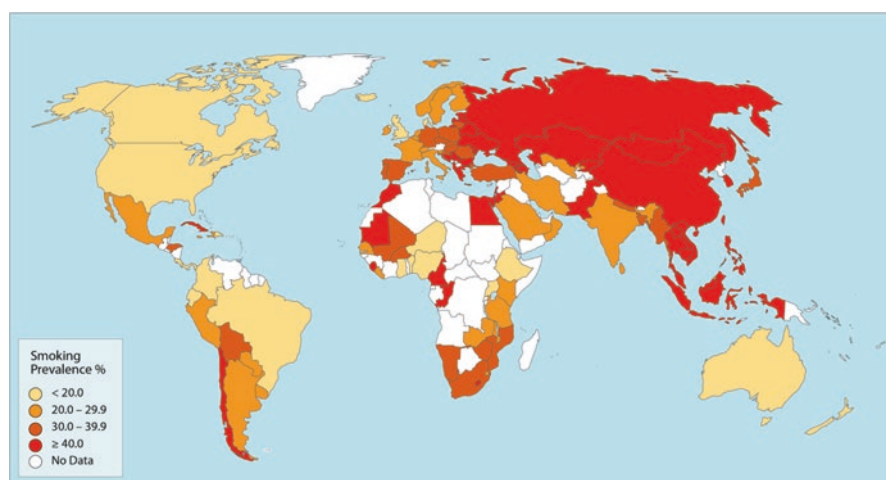 Smoking
Prevalence %
< 20.0
20.0 – 29.9
30.0 – 39.9
≥ 40.0
No Data